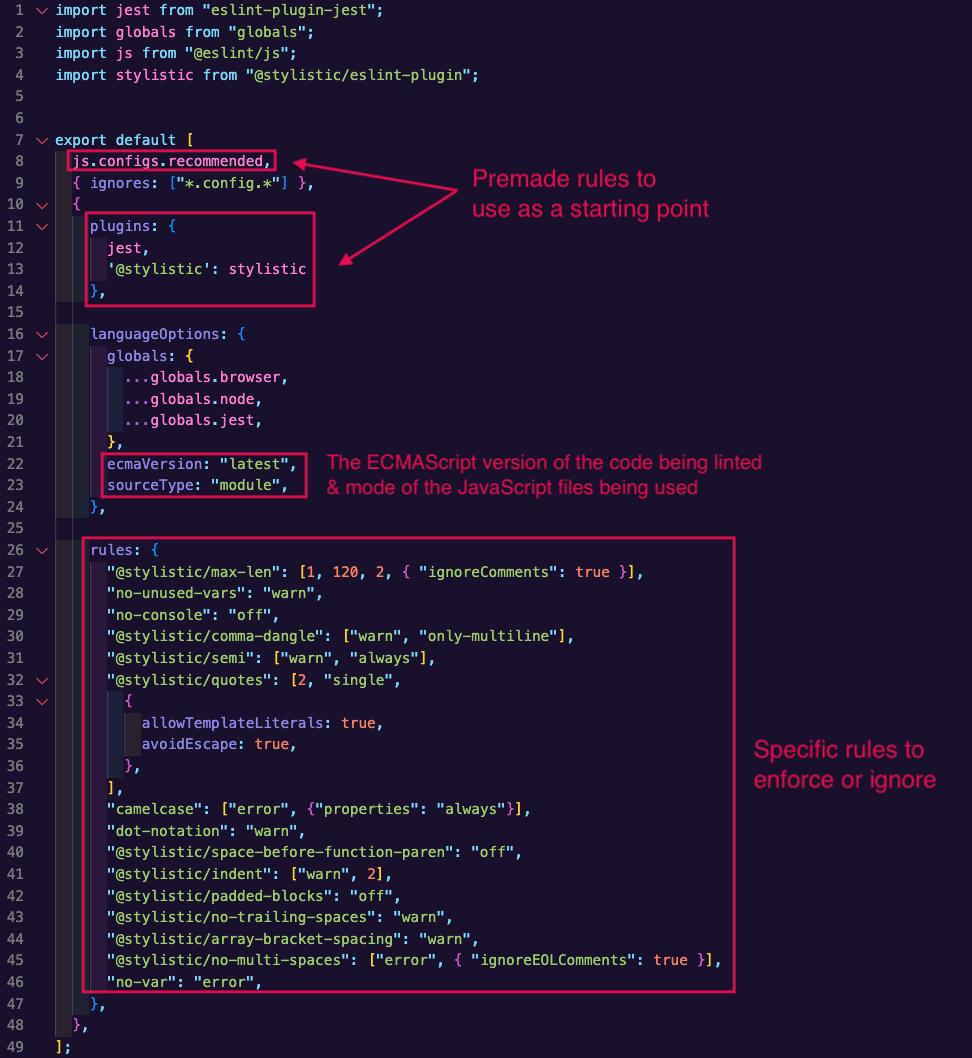 1 import jest from "eslint-plugin-jest";
2 import globals from "globals";
3 import js from "@eslint/js";
4 import stylistic from "@stylistic/eslint-plugin";
5
6
7 export default [
8 js.configs.recommended,
9 { ignores: ["*.config.*"] },
Premade rules to
use as a starting point
10 {
11 plugins: {
12 jest,
13 '@stylistic': stylistic
14 },
15
16 languageOptions: {
17 globals: {
18 ...globals.browser,
19 ...globals.node,
20 ...globals.jest,
21 },
22 ecmaVersion: "latest",
23 sourceType: "module",
The ECMAScript version of the code being linted
& mode of the JavaScript files being used
24 },
25
26 rules: {
27 "@stylistic/max-len": [1, 120, 2, { "ignoreComments": true }],
28 "no-unused-vars": "warn",
29 "no-console": "off",
30 "@stylistic/comma-dangle": ["warn", "only-multiline"],
31 "@stylistic/semi": ["warn", "always"],
32 "@stylistic/quotes": [2, "single",
33 {
34 allowTemplateLiterals: true,
35 avoidEscape: true,
36 },
37 ],
Specific rules to
enforce or ignore
38 "camelcase": ["error", {"properties": "always"}],
39 "dot-notation": "warn",
40 "@stylistic/space-before-function-paren": "off",
41 "@stylistic/indent": ["warn", 2],
42 "@stylistic/padded-blocks": "off",
43 "@stylistic/no-trailing-spaces": "warn",
44 "@stylistic/array-bracket-spacing": "warn",
45 "@stylistic/no-multi-spaces": ["error", { "ignoreEOLComments": true }],
46 "no-var": "error",
47 },
48 },
49 ];